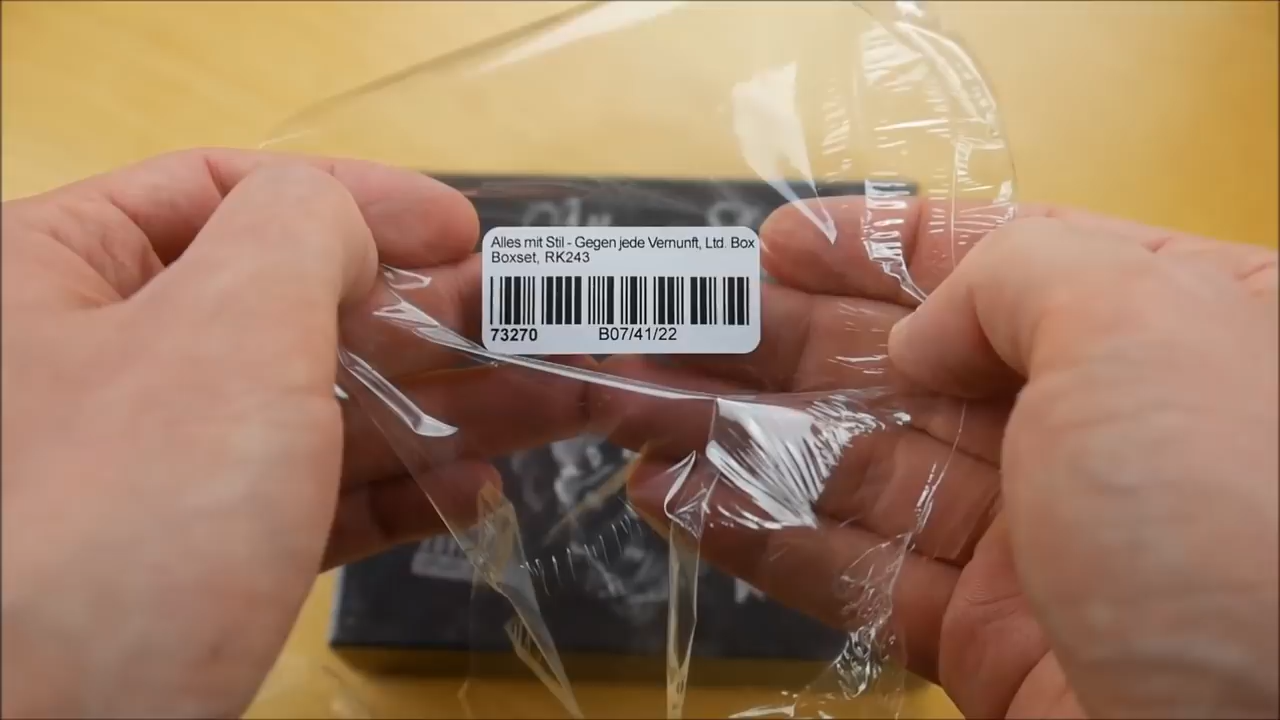 Alles mit Stil - Gegen jede Vernunft, Ltd. Box
Boxset, RK243
73270 B07/41/22